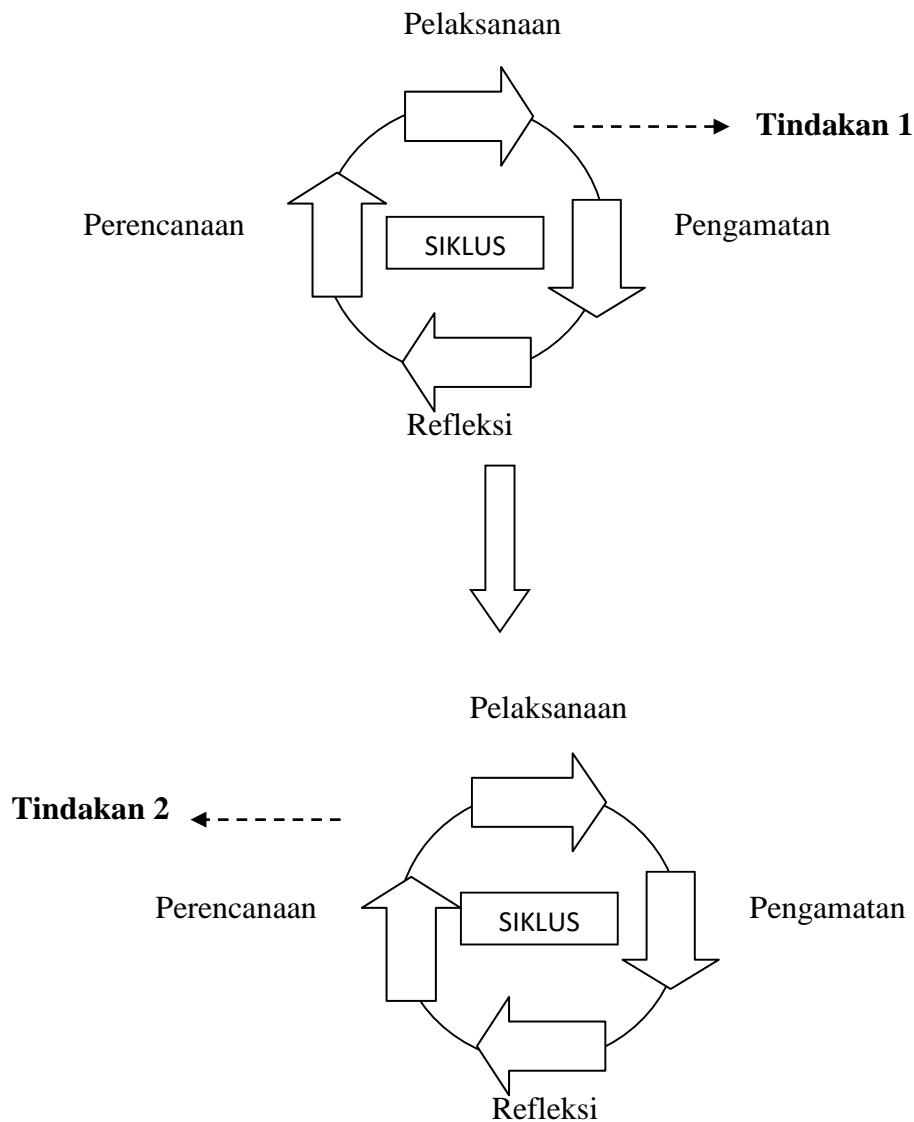 Pelaksanaan
Tindakan 1
Perencanaan
SIKLUS
Pengamatan
Refleksi
Pelaksanaan
Tindakan 2
Perencanaan
SIKLUS
Pengamatan
Refleksi